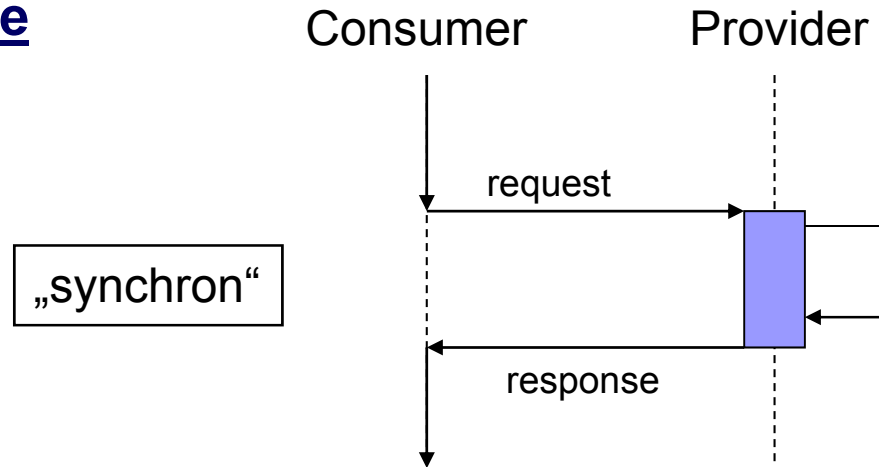 e
Consumer
Provider
request
„synchron“
response